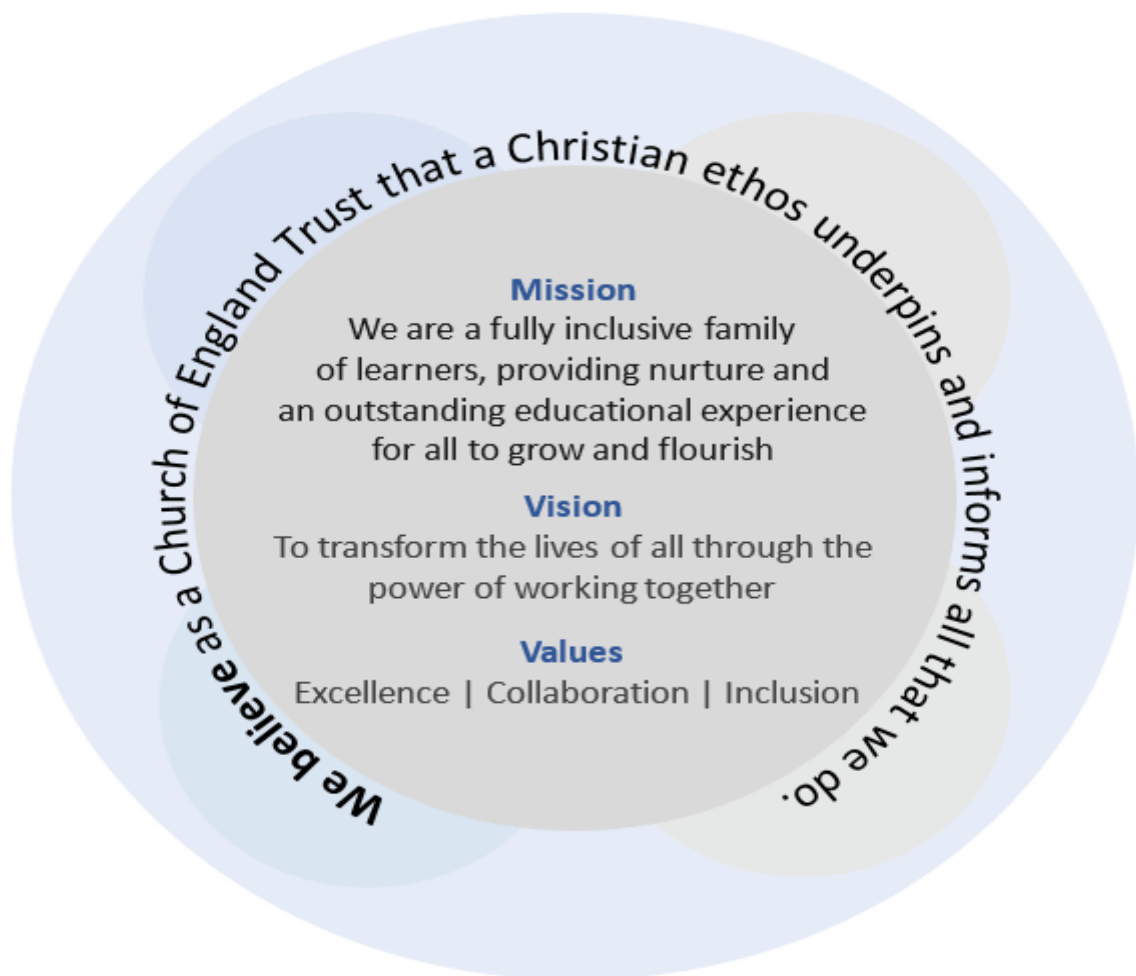 We believe as a Church of England Trust that a Christian ethos underpins and informs all that we do.
Mission
We are a fully inclusive family
of learners, providing nurture and
an outstanding educational experience
for all to grow and flourish
Vision
To transform the lives of all through the
power of working together
Values
Excellence | Collaboration | Inclusion